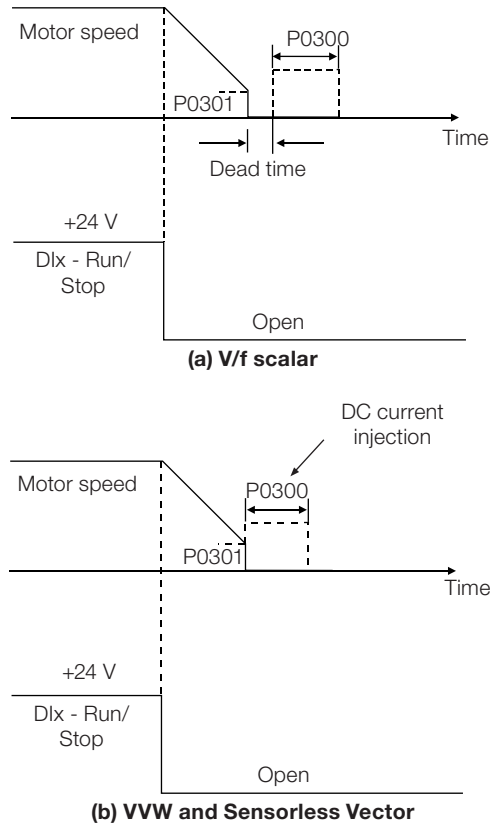 Motor speed
P0300
P0301
Time
Dead time
+24 V
DIx - Run/
Stop
Open
(a) V/f scalar
DC current
injection
Motor speed
P0300
P0301
Time
+24 V
DIx - Run/
Stop
Open
(b) VVW and Sensorless Vector